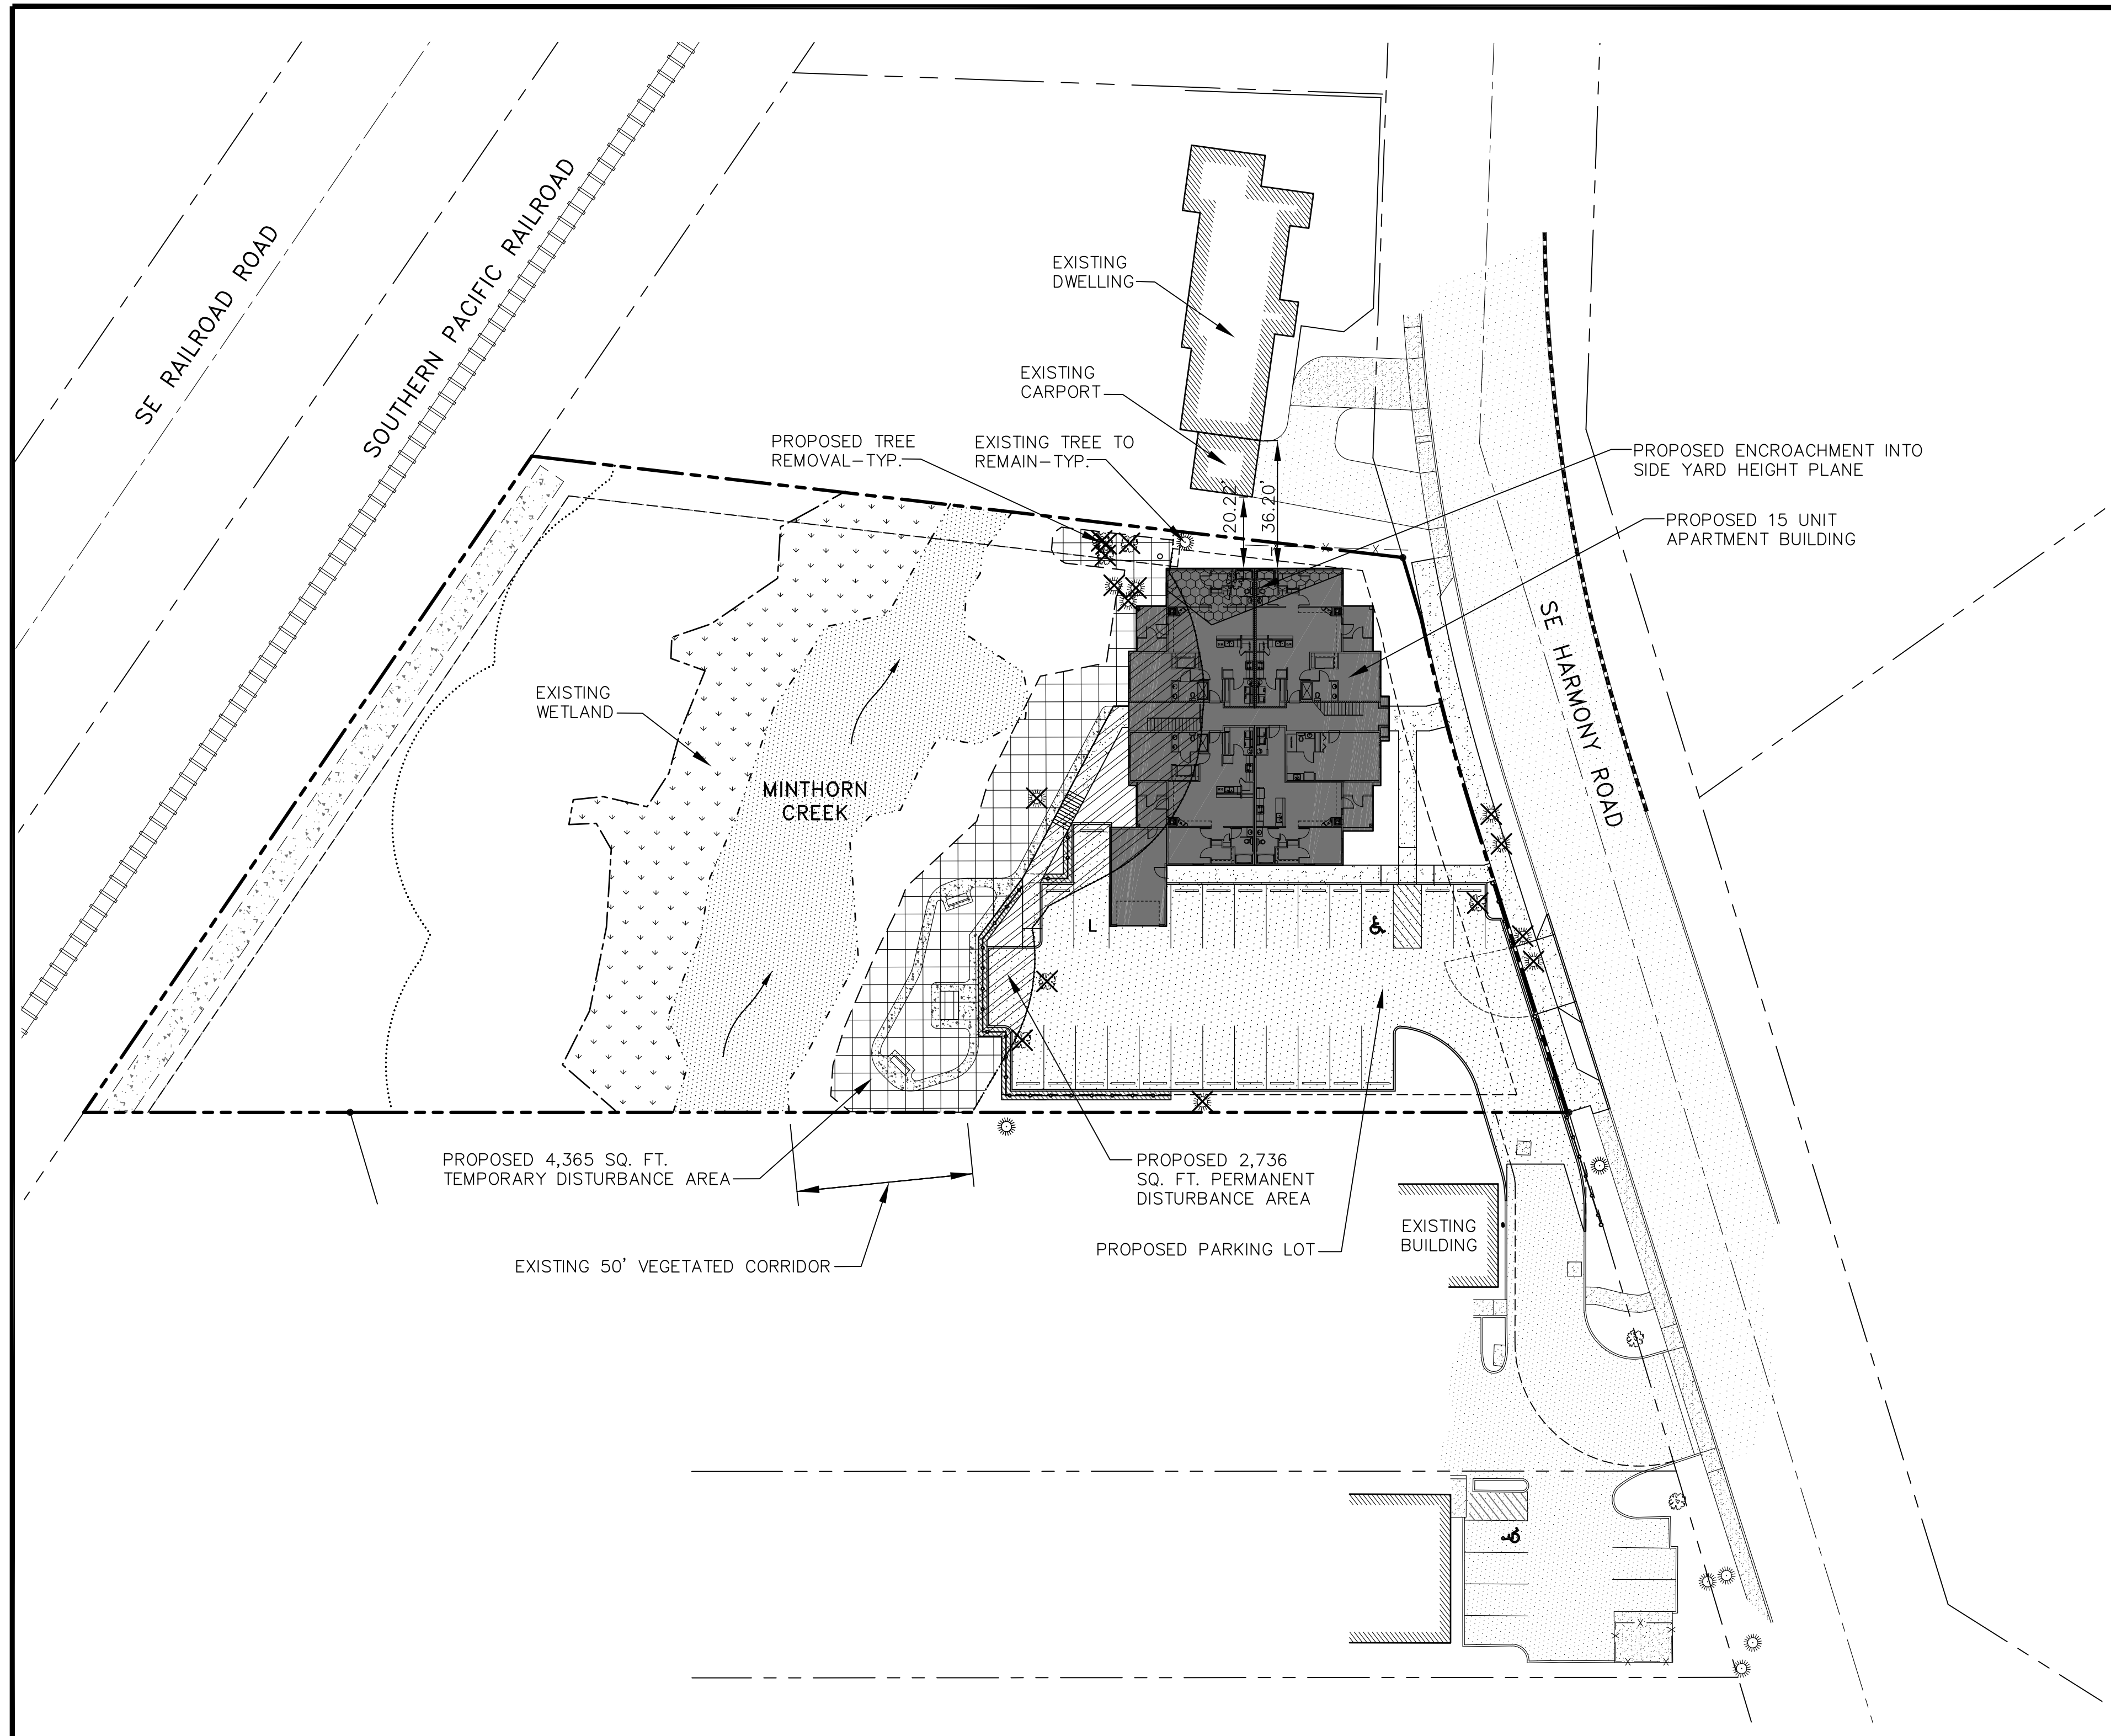 SE RAILROAD ROAD
SOUTHERN PACIFIC RAILROAD
EXISTING
DWELLING
EXISTING
CARPORT
PROPOSED TREE
REMOVAL-TYP.
EXISTING TREE TO
REMAIN-TYP.
20.22'
36.20'
PROPOSED ENCROACHMENT INTO
SIDE YARD HEIGHT PLANE
PROPOSED 15 UNIT
APARTMENT BUILDING
SE HARMONY ROAD
EXISTING
WETLAND
MINTHORN
CREEK
L
PROPOSED 4,365 SQ. FT.
TEMPORARY DISTURBANCE AREA
PROPOSED 2,736
SQ. FT. PERMANENT
DISTURBANCE AREA
EXISTING 50' VEGETATED CORRIDOR
PROPOSED PARKING LOT
EXISTING
BUILDING